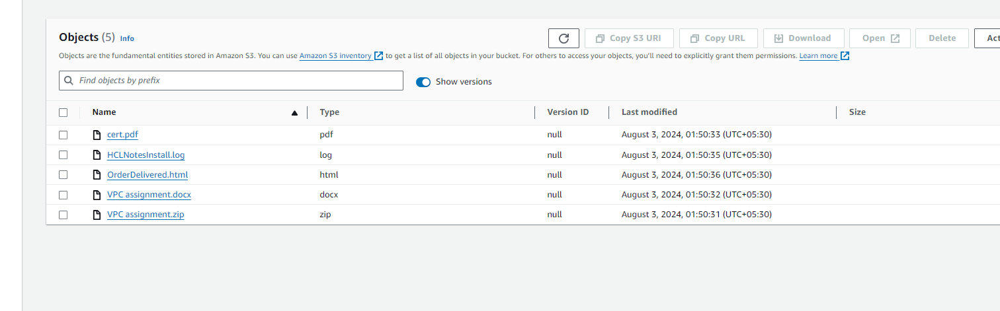 Objects (5) Info
Copy S3 URI Copy URL Download Open Delete Act
Objects are the fundamental entities stored in Amazon S3. You can use Amazon S3 inventory to get a list of all objects in your bucket. For others to access your objects, you'll need to explicitly grant them permissions. Learn more
Find objects by prefix Show versions
Name Type Version ID Last modified Size
cert.pdf pdf null August 3, 2024, 01:50:33 (UTC+05:30)
HCLNotesInstall.log log null August 3, 2024, 01:50:35 (UTC+05:30)
OrderDelivered.html html null August 3, 2024, 01:50:36 (UTC+05:30)
VPC assignment.docx docx null August 3, 2024, 01:50:32 (UTC+05:30)
VPC assignment.zip zip null August 3, 2024, 01:50:31 (UTC+05:30)